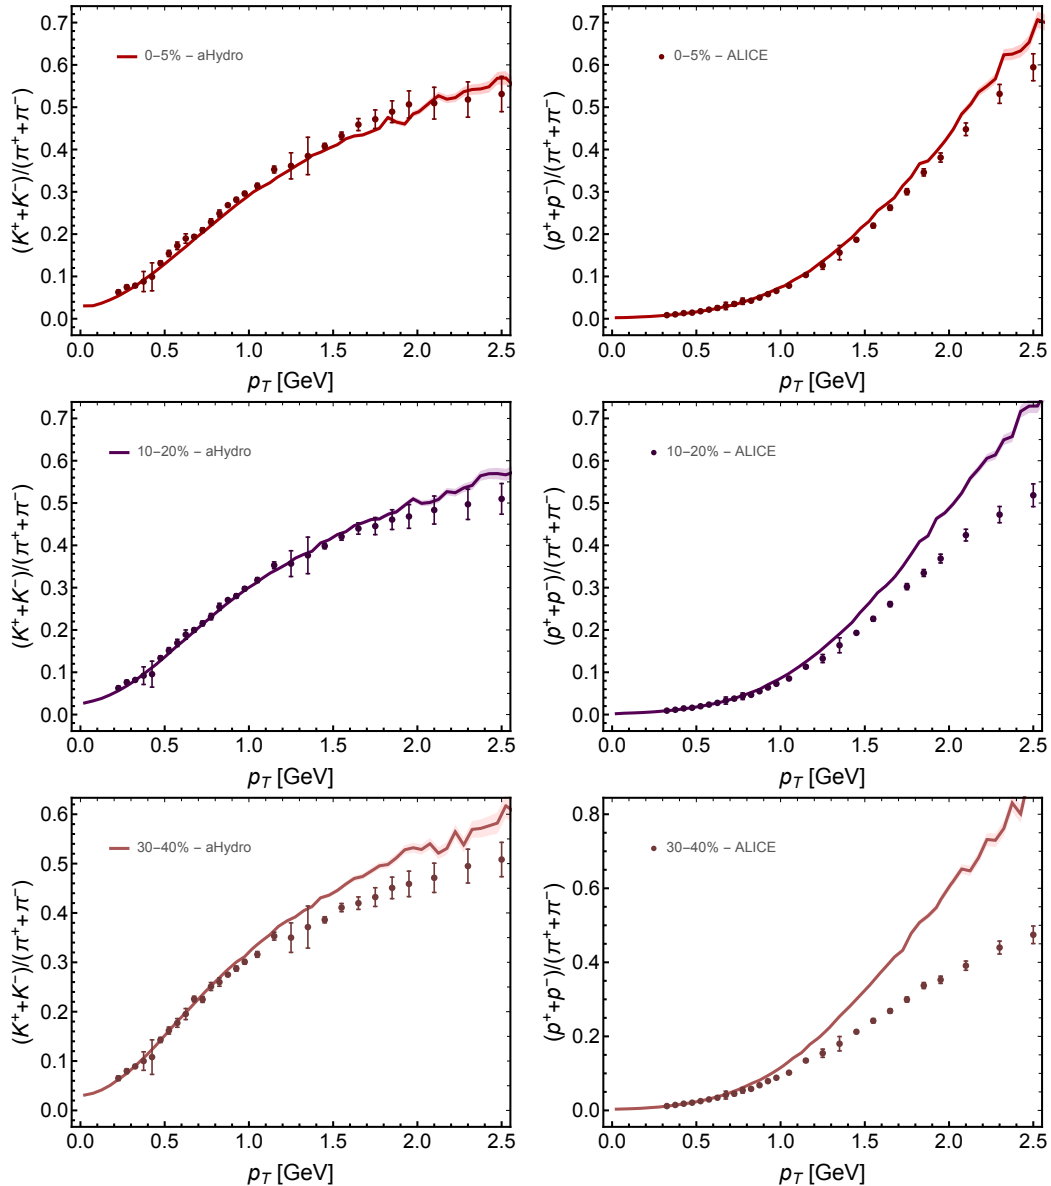 0.7
0.6
0.5
0.4
0.3
0.2
0.1
0.0
(K⁺+K⁻)/(π⁺+π⁻)
0–5% – aHydro
0.0 0.5 1.0 1.5 2.0 2.5
p_T [GeV]
0.7
0.6
0.5
0.4
0.3
0.2
0.1
0.0
(p⁺+p⁻)/(π⁺+π⁻)
0–5% – ALICE
0.0 0.5 1.0 1.5 2.0 2.5
p_T [GeV]
0.7
0.6
0.5
0.4
0.3
0.2
0.1
0.0
(K⁺+K⁻)/(π⁺+π⁻)
10–20% – aHydro
0.0 0.5 1.0 1.5 2.0 2.5
p_T [GeV]
0.7
0.6
0.5
0.4
0.3
0.2
0.1
0.0
(p⁺+p⁻)/(π⁺+π⁻)
10–20% – ALICE
0.0 0.5 1.0 1.5 2.0 2.5
p_T [GeV]
0.6
0.5
0.4
0.3
0.2
0.1
0.0
(K⁺+K⁻)/(π⁺+π⁻)
30–40% – aHydro
0.0 0.5 1.0 1.5 2.0 2.5
p_T [GeV]
0.8
0.6
0.4
0.2
0.0
(p⁺+p⁻)/(π⁺+π⁻)
30–40% – ALICE
0.0 0.5 1.0 1.5 2.0 2.5
p_T [GeV]